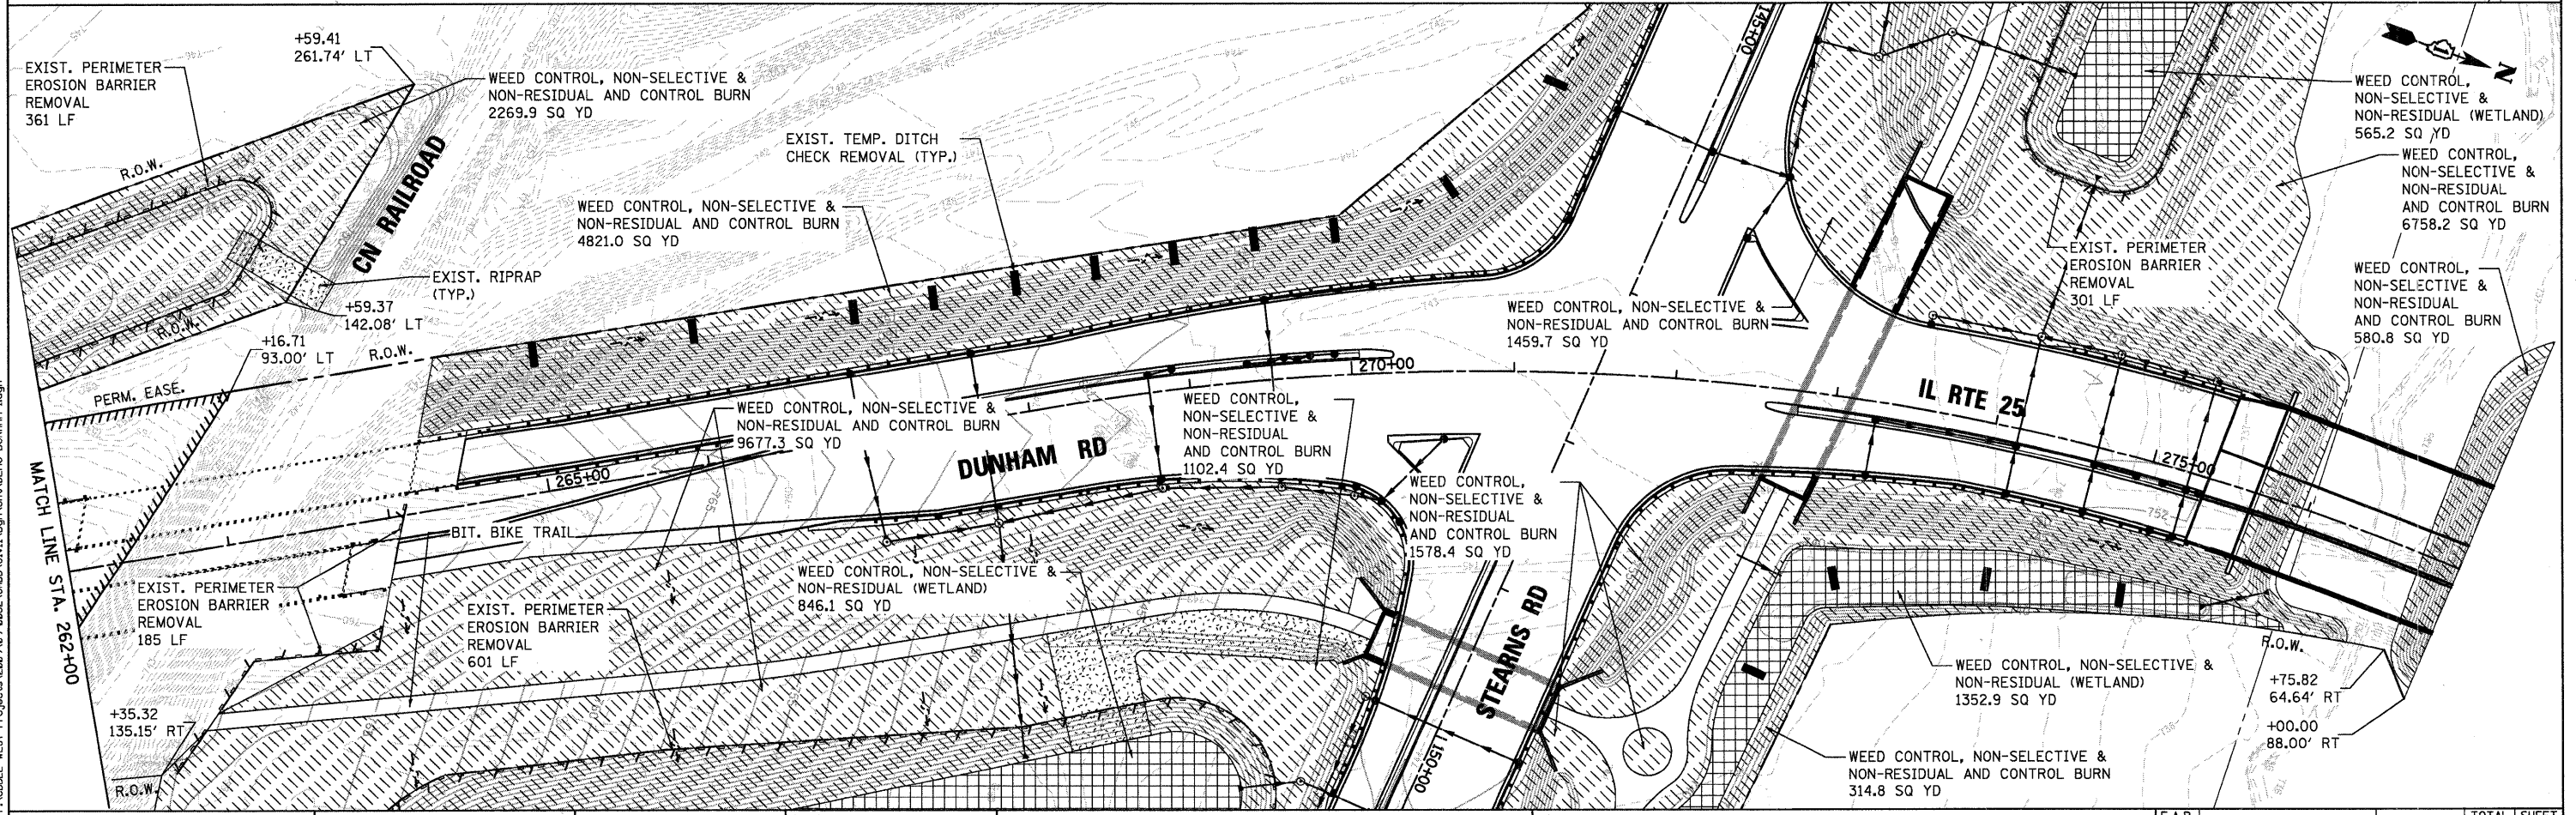 +59.41
261.74' LT
EXIST. PERIMETER
EROSION BARRIER
REMOVAL
361 LF
WEED CONTROL, NON-SELECTIVE &
NON-RESIDUAL AND CONTROL BURN
2269.9 SQ YD
R.O.W.
CN RAILROAD
EXIST. RIPRAP
(TYP.)
+59.37
142.08' LT
R.O.W.
+16.71
93.00' LT
R.O.W.
PERM. EASE.
MATCH LINE STA. 262+00
EXIST. TEMP. DITCH
CHECK REMOVAL (TYP.)
WEED CONTROL, NON-SELECTIVE &
NON-RESIDUAL AND CONTROL BURN
4821.0 SQ YD
WEED CONTROL, NON-SELECTIVE &
NON-RESIDUAL AND CONTROL BURN
9677.3 SQ YD
265+00
DUNHAM RD
BIT. BIKE TRAIL
EXIST. PERIMETER
EROSION BARRIER
REMOVAL
185 LF
EXIST. PERIMETER
EROSION BARRIER
REMOVAL
601 LF
WEED CONTROL, NON-SELECTIVE &
NON-RESIDUAL (WETLAND)
846.1 SQ YD
+35.32
135.15' RT
R.O.W.
WEED CONTROL,
NON-SELECTIVE &
NON-RESIDUAL
AND CONTROL BURN
1102.4 SQ YD
270+00
145+00
WEED CONTROL,
NON-SELECTIVE &
NON-RESIDUAL
AND CONTROL BURN
1578.4 SQ YD
STEARNS RD
150+00
WEED CONTROL, NON-SELECTIVE &
NON-RESIDUAL AND CONTROL BURN
1459.7 SQ YD
IL RTE 25
275+00
752
N
WEED CONTROL,
NON-SELECTIVE &
NON-RESIDUAL (WETLAND)
565.2 SQ YD
WEED CONTROL,
NON-SELECTIVE &
NON-RESIDUAL
AND CONTROL BURN
6758.2 SQ YD
EXIST. PERIMETER
EROSION BARRIER
REMOVAL
301 LF
WEED CONTROL,
NON-SELECTIVE &
NON-RESIDUAL
AND CONTROL BURN
580.8 SQ YD
R.O.W.
WEED CONTROL, NON-SELECTIVE &
NON-RESIDUAL (WETLAND)
1352.9 SQ YD
+75.82
64.64' RT
+00.00
88.00' RT
WEED CONTROL, NON-SELECTIVE &
NON-RESIDUAL AND CONTROL BURN
314.8 SQ YD
TOTAL SHEET